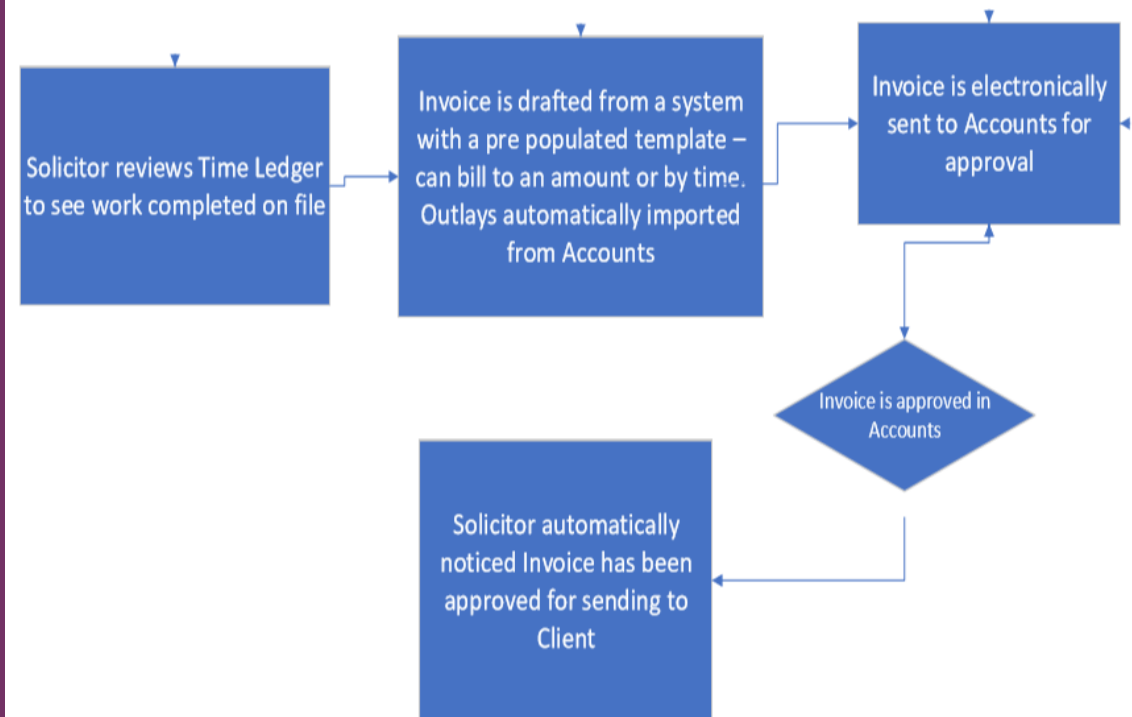 Solicitor reviews Time Ledger
to see work completed on file
Invoice is drafted from a system
with a pre populated template –
can bill to an amount or by time.
Outlays automatically imported
from Accounts
Invoice is electronically
sent to Accounts for
approval
Invoice is approved in
Accounts
Solicitor automatically
noticed Invoice has been
approved for sending to
Client